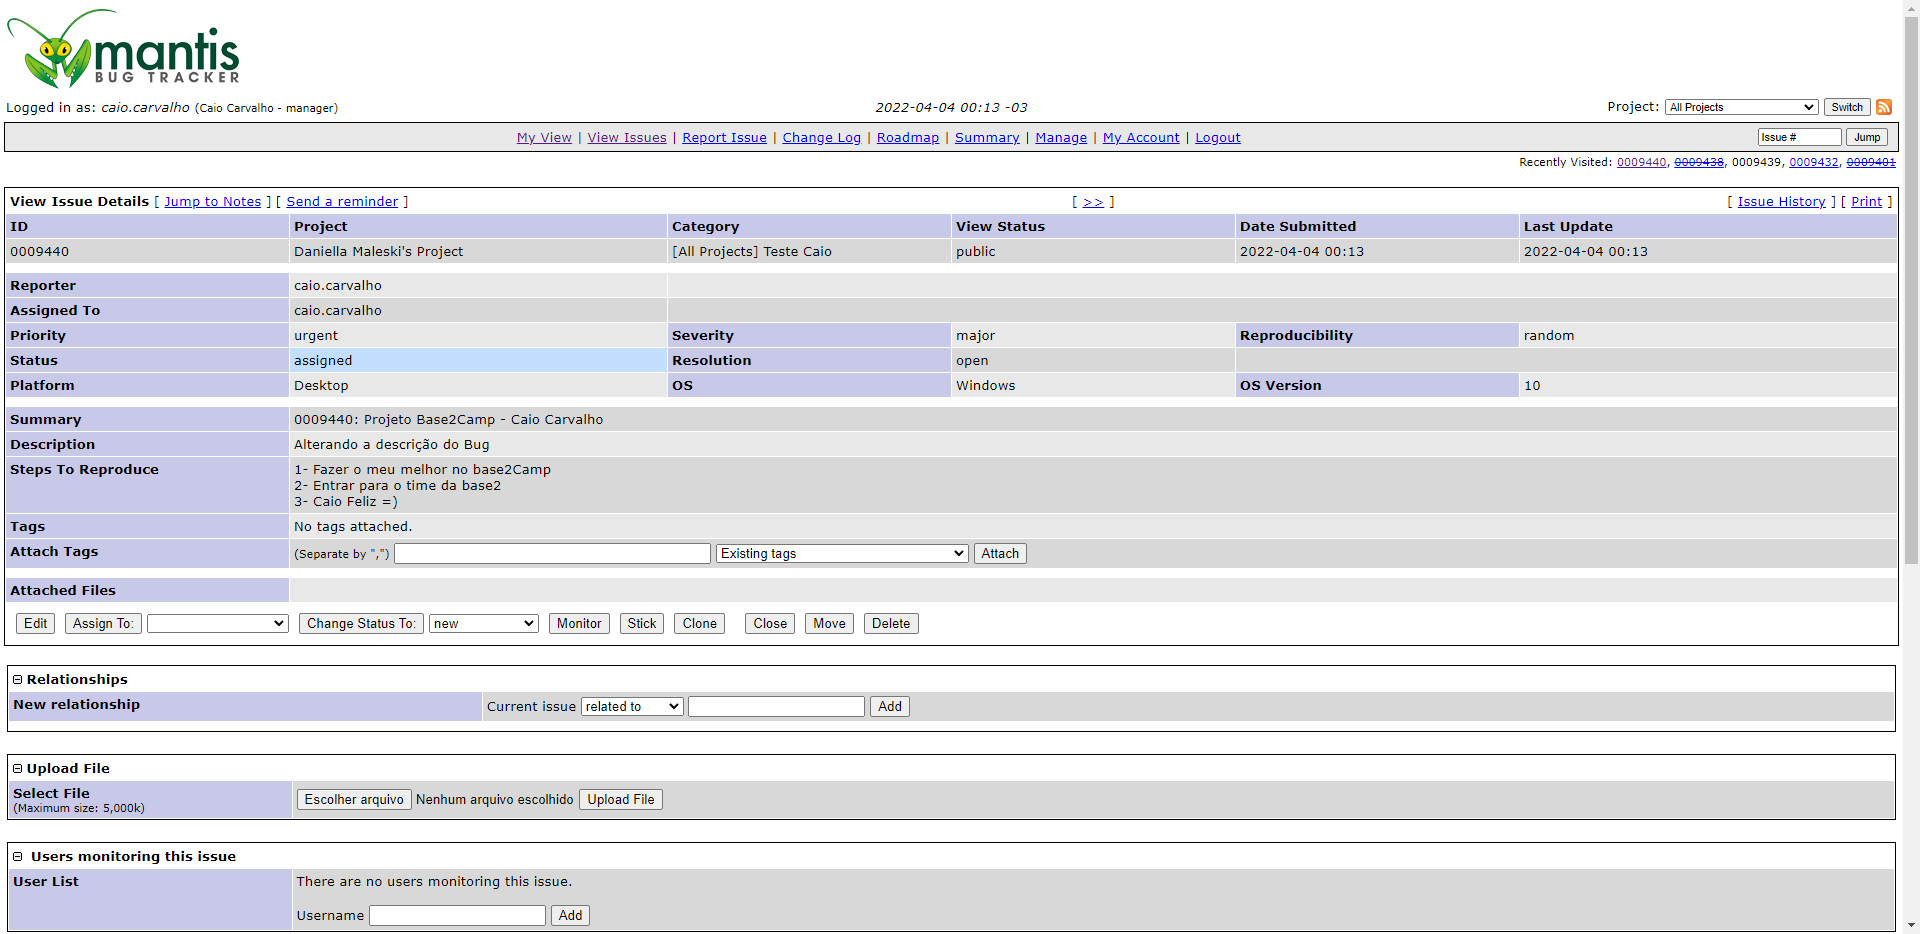 mantis
BUG TRACKER
Logged in as: caio.carvalho (Caio Carvalho - manager)
2022-04-04 00:13 -03
Project: All Projects Switch
My View | View Issues | Report Issue | Change Log | Roadmap | Summary | Manage | My Account | Logout
Issue # Jump
Recently Visited: 0009440, 0009438, 0009439, 0009432, 0009401
View Issue Details [ Jump to Notes ] [ Send a reminder ] [ >> ] [ Issue History ] [ Print ]
ID Project Category View Status Date Submitted Last Update
0009440 Daniella Maleski's Project [All Projects] Teste Caio public 2022-04-04 00:13 2022-04-04 00:13
Reporter caio.carvalho
Assigned To caio.carvalho
Priority urgent Severity major Reproducibility random
Status assigned Resolution open
Platform Desktop OS Windows OS Version 10
Summary 0009440: Projeto Base2Camp - Caio Carvalho
Description Alterando a descrição do Bug
Steps To Reproduce 1- Fazer o meu melhor no base2Camp
2- Entrar para o time da base2
3- Caio Feliz =)
Tags No tags attached.
Attach Tags (Separate by ",") Existing tags Attach
Attached Files
Edit Assign To: Change Status To: new Monitor Stick Clone Close Move Delete
Relationships
New relationship Current issue related to Add
Upload File
Select File
(Maximum size: 5,000k)
Escolher arquivo Nenhum arquivo escolhido Upload File
Users monitoring this issue
User List There are no users monitoring this issue.
Username Add